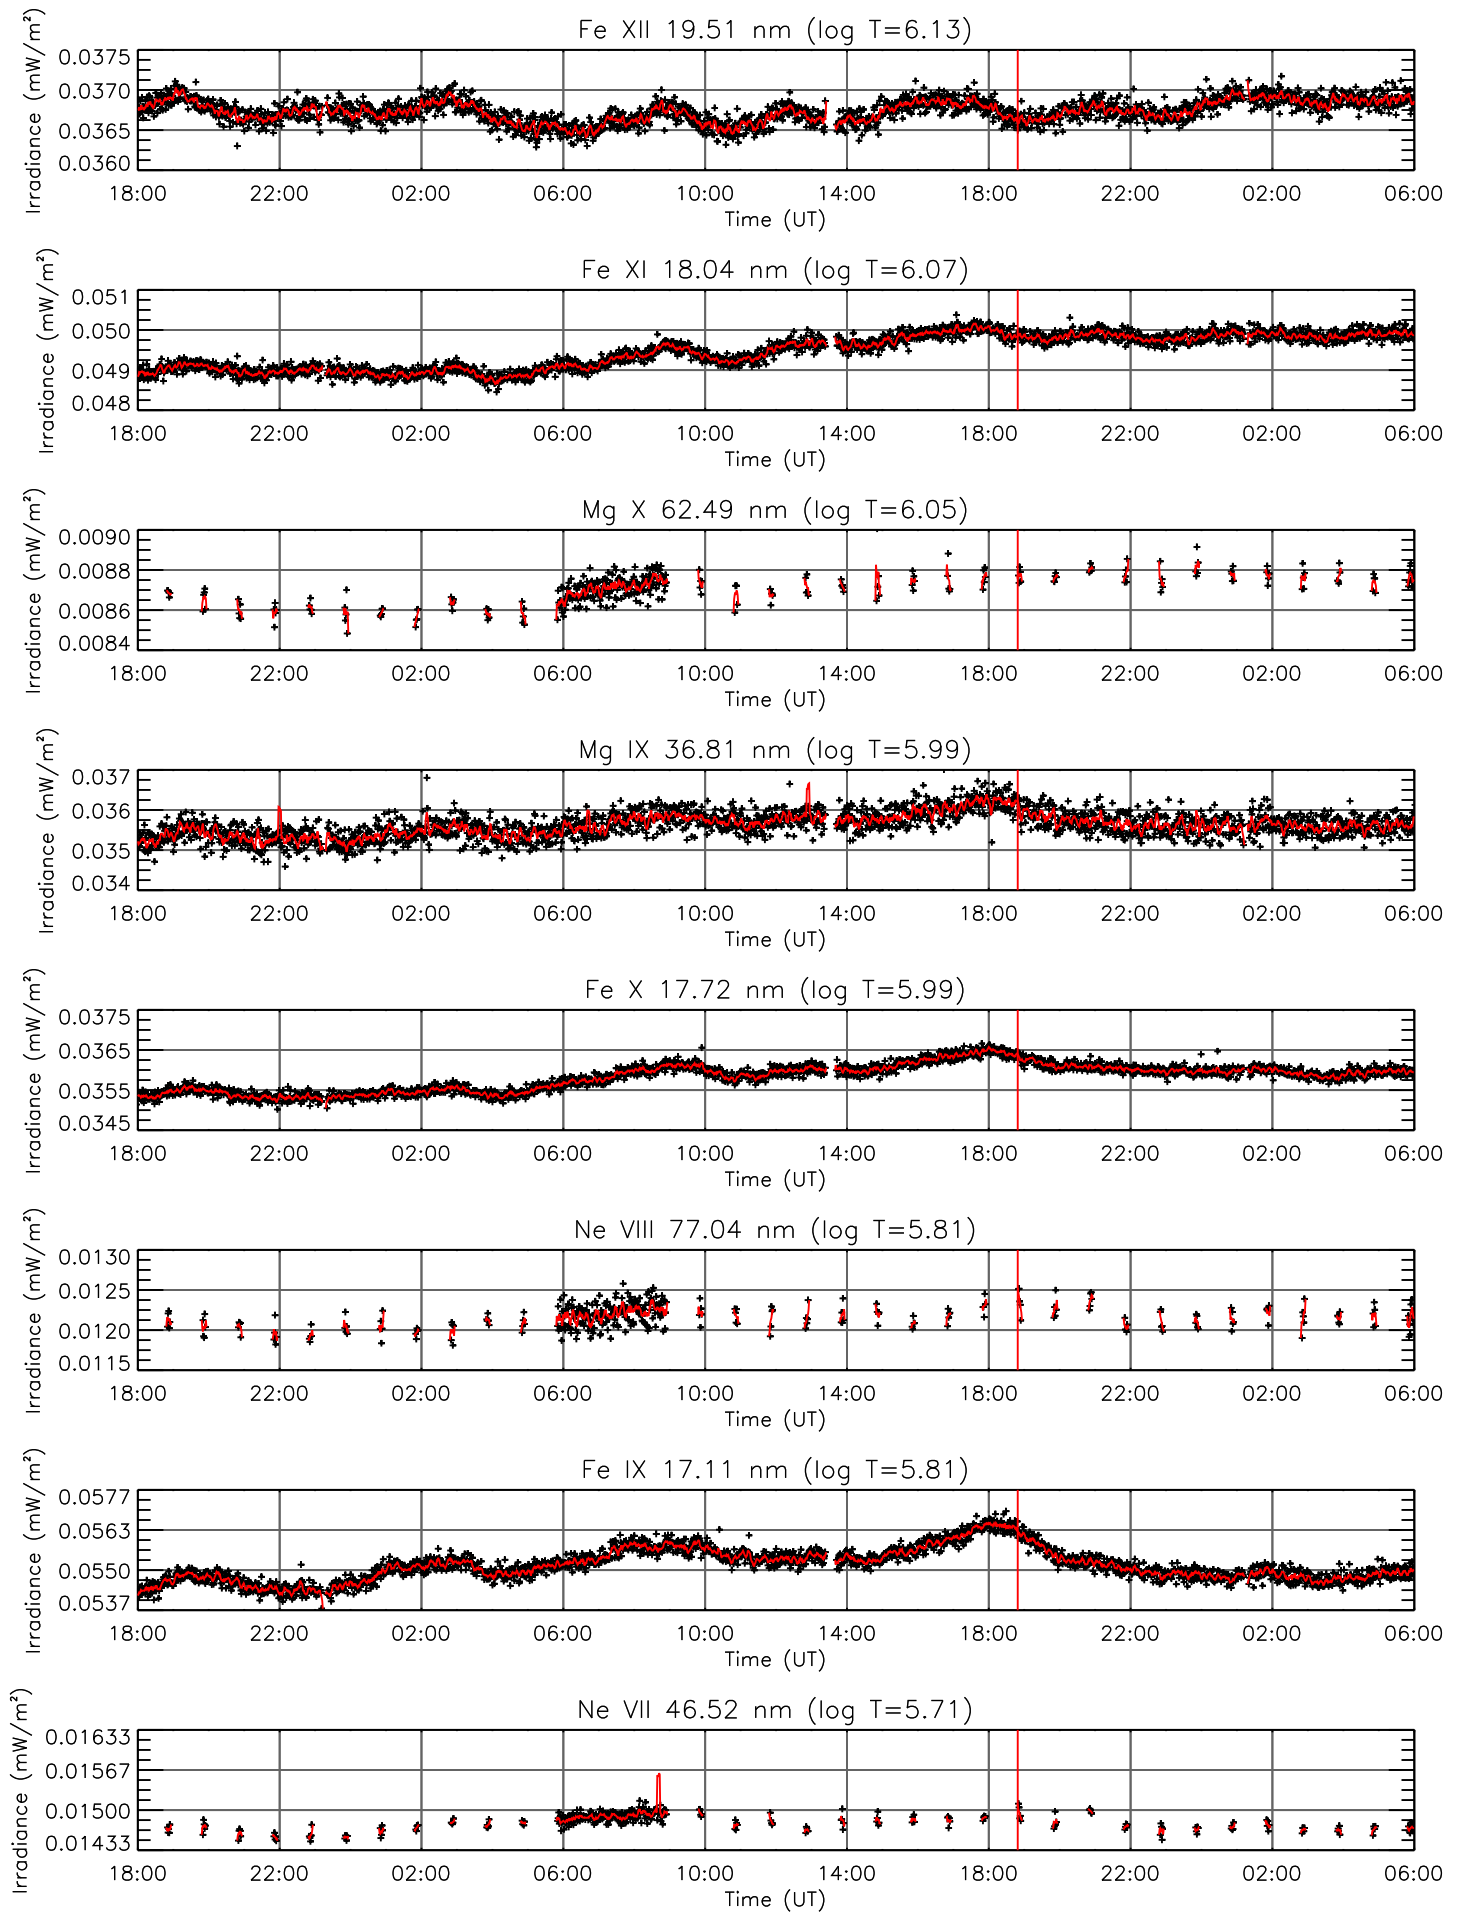 Fe XII 19.51 nm (log T=6.13)
Irradiance (mW/m²)
0.0375
0.0370
0.0365
0.0360
18:00 22:00 02:00 06:00 10:00 14:00 18:00 22:00 02:00 06:00
Time (UT)
Fe XI 18.04 nm (log T=6.07)
Irradiance (mW/m²)
0.051
0.050
0.049
0.048
18:00 22:00 02:00 06:00 10:00 14:00 18:00 22:00 02:00 06:00
Time (UT)
Mg X 62.49 nm (log T=6.05)
Irradiance (mW/m²)
0.0090
0.0088
0.0086
0.0084
18:00 22:00 02:00 06:00 10:00 14:00 18:00 22:00 02:00 06:00
Time (UT)
Mg IX 36.81 nm (log T=5.99)
Irradiance (mW/m²)
0.037
0.036
0.035
0.034
18:00 22:00 02:00 06:00 10:00 14:00 18:00 22:00 02:00 06:00
Time (UT)
Fe X 17.72 nm (log T=5.99)
Irradiance (mW/m²)
0.0375
0.0365
0.0355
0.0345
18:00 22:00 02:00 06:00 10:00 14:00 18:00 22:00 02:00 06:00
Time (UT)
Ne VIII 77.04 nm (log T=5.81)
Irradiance (mW/m²)
0.0130
0.0125
0.0120
0.0115
18:00 22:00 02:00 06:00 10:00 14:00 18:00 22:00 02:00 06:00
Time (UT)
Fe IX 17.11 nm (log T=5.81)
Irradiance (mW/m²)
0.0577
0.0563
0.0550
0.0537
18:00 22:00 02:00 06:00 10:00 14:00 18:00 22:00 02:00 06:00
Time (UT)
Ne VII 46.52 nm (log T=5.71)
Irradiance (mW/m²)
0.01633
0.01567
0.01500
0.01433
18:00 22:00 02:00 06:00 10:00 14:00 18:00 22:00 02:00 06:00
Time (UT)